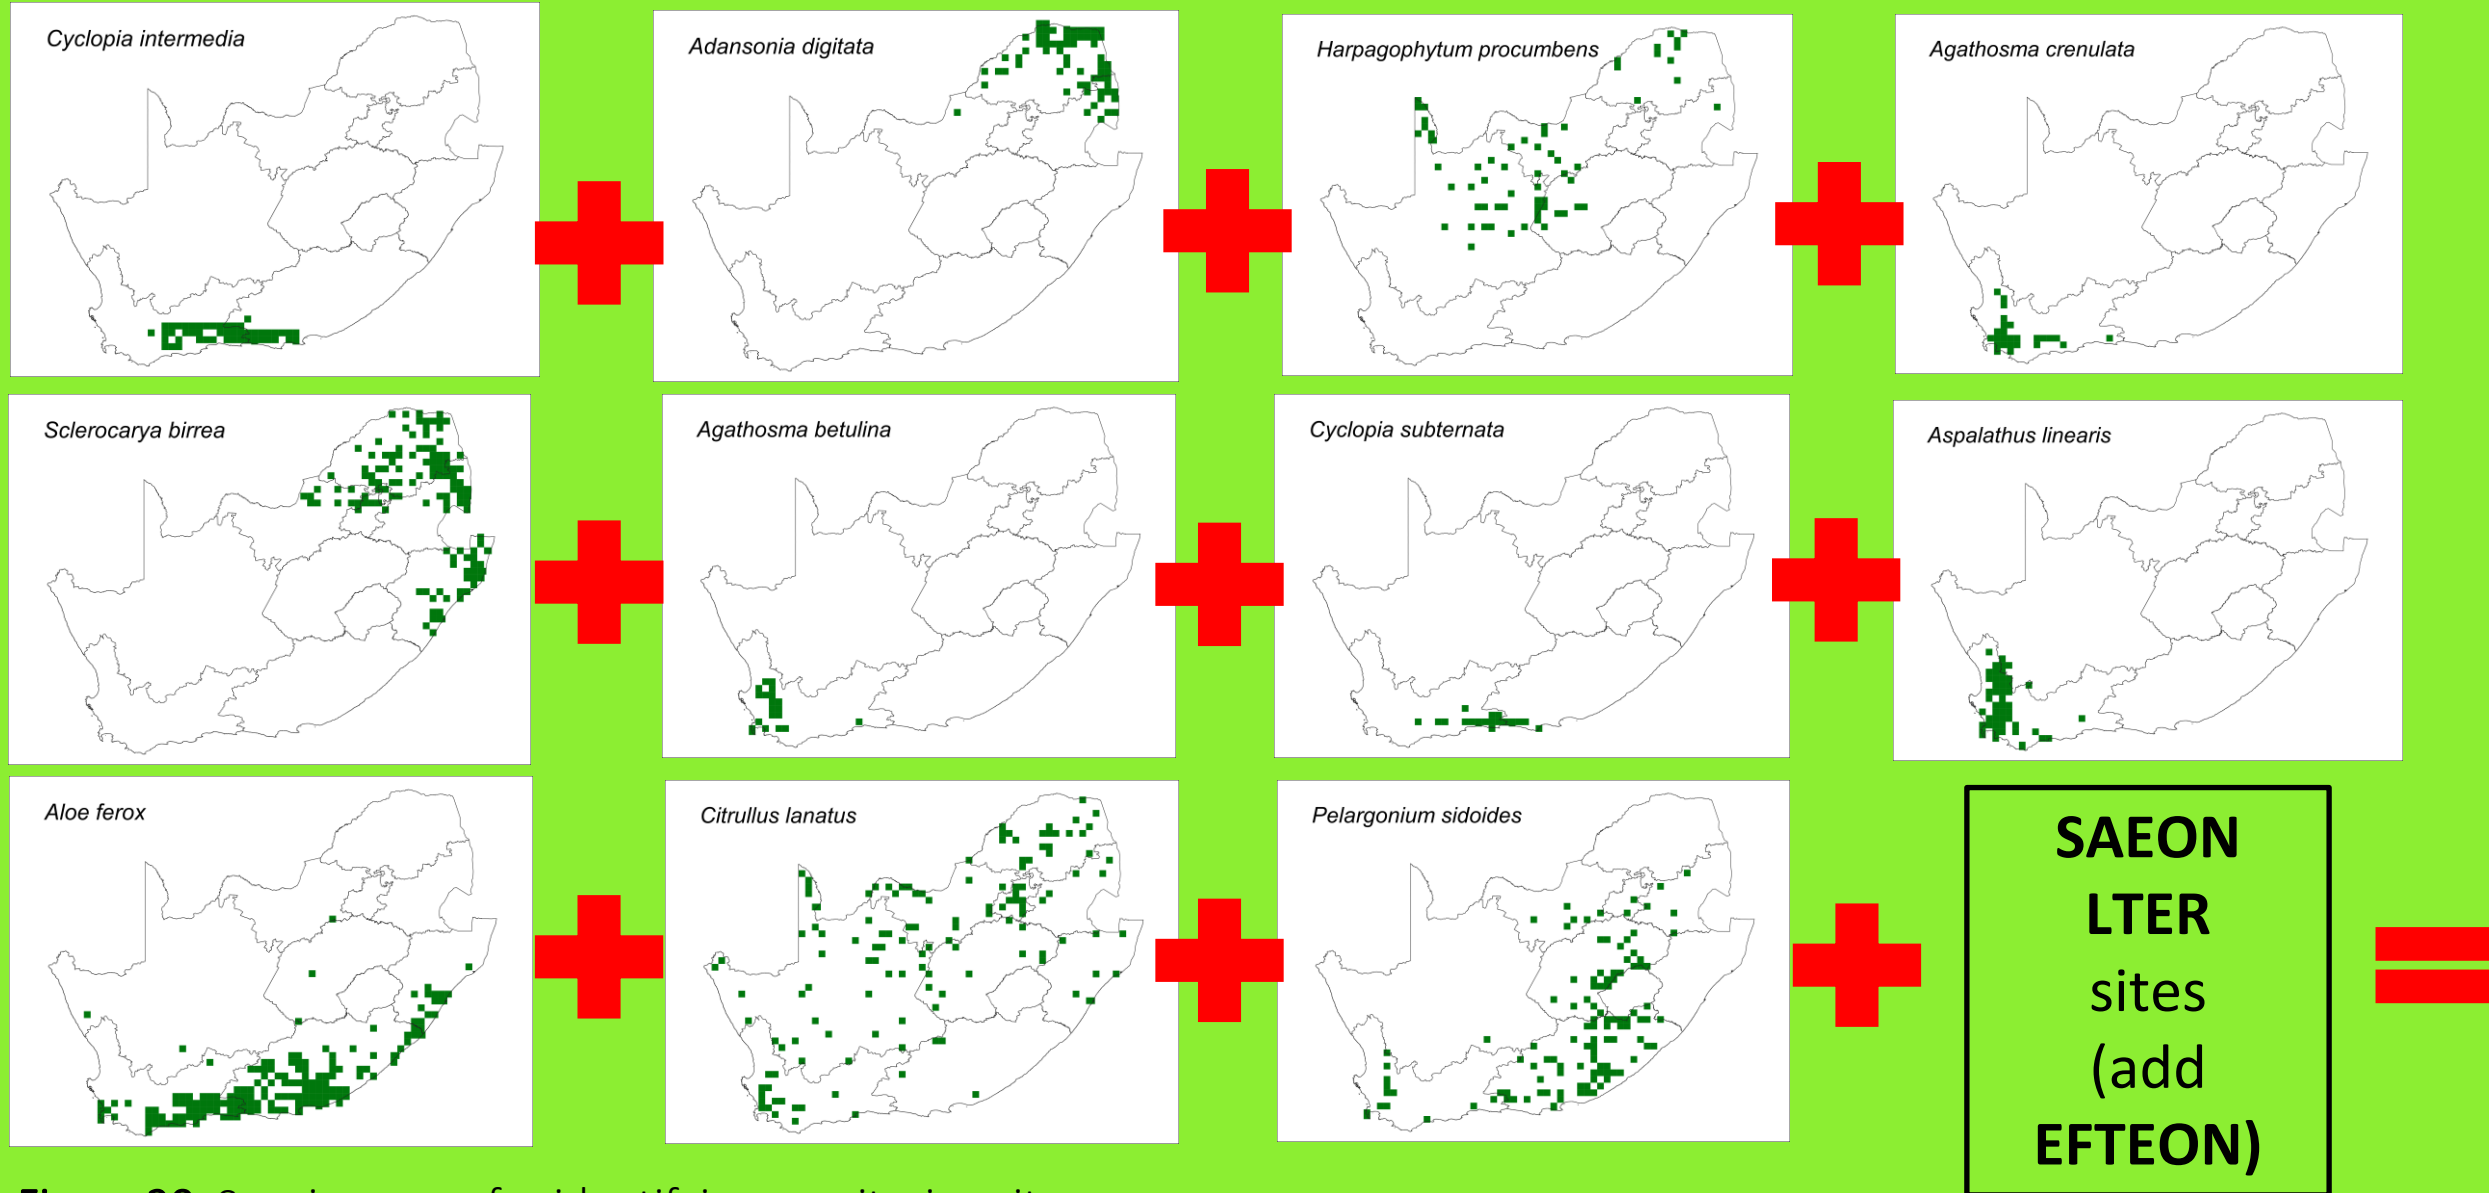 Cyclopia intermedia
Adansonia digitata
Harpagophytum procumbens
Agathosma crenulata
Sclerocarya birrea
Agathosma betulina
Cyclopia subternata
Aspalathus linearis
Aloe ferox
Citrullus lanatus
Pelargonium sidoides
SAEON
LTER
sites
(add
EFTEON)